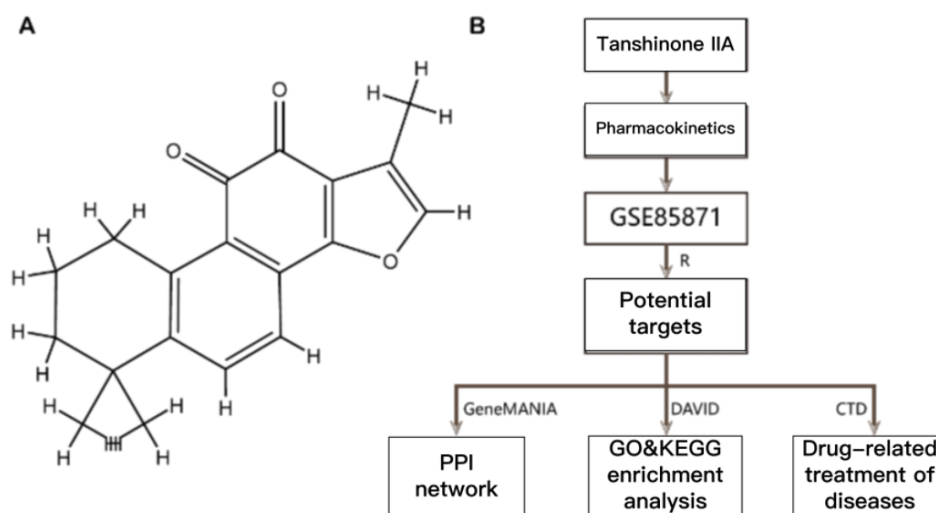 A
B
O
O
H
H
H
H
H
H
H
H
O
H
H
H
H
H
H
H
H
H
H
Tanshinone IIA
Pharmacokinetics
GSE85871
R
Potential
targets
GeneMANIA
DAVID
CTD
PPI
network
GO&KEGG
enrichment
analysis
Drug-related
treatment of
diseases